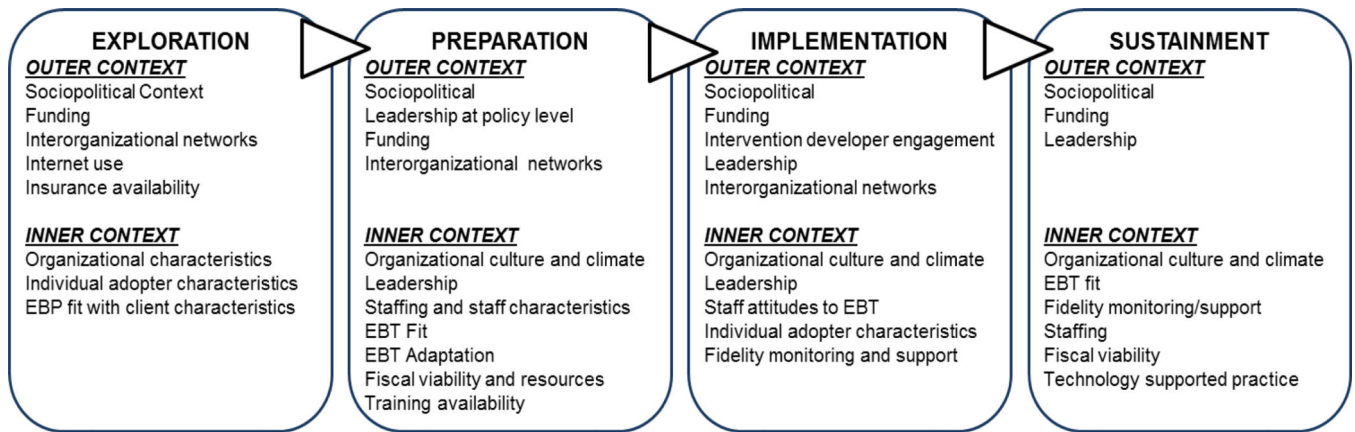 EXPLORATION
OUTER CONTEXT
Sociopolitical Context
Funding
Interorganizational networks
Internet use
Insurance availability
INNER CONTEXT
Organizational characteristics
Individual adopter characteristics
EBP fit with client characteristics
PREPARATION
OUTER CONTEXT
Sociopolitical
Leadership at policy level
Funding
Interorganizational networks
INNER CONTEXT
Organizational culture and climate
Leadership
Staffing and staff characteristics
EBT Fit
EBT Adaptation
Fiscal viability and resources
Training availability
IMPLEMENTATION
OUTER CONTEXT
Sociopolitical
Funding
Intervention developer engagement
Leadership
Interorganizational networks
INNER CONTEXT
Organizational culture and climate
Leadership
Staff attitudes to EBT
Individual adopter characteristics
Fidelity monitoring and support
SUSTAINMENT
OUTER CONTEXT
Sociopolitical
Funding
Leadership
INNER CONTEXT
Organizational culture and climate
EBT fit
Fidelity monitoring/support
Staffing
Fiscal viability
Technology supported practice